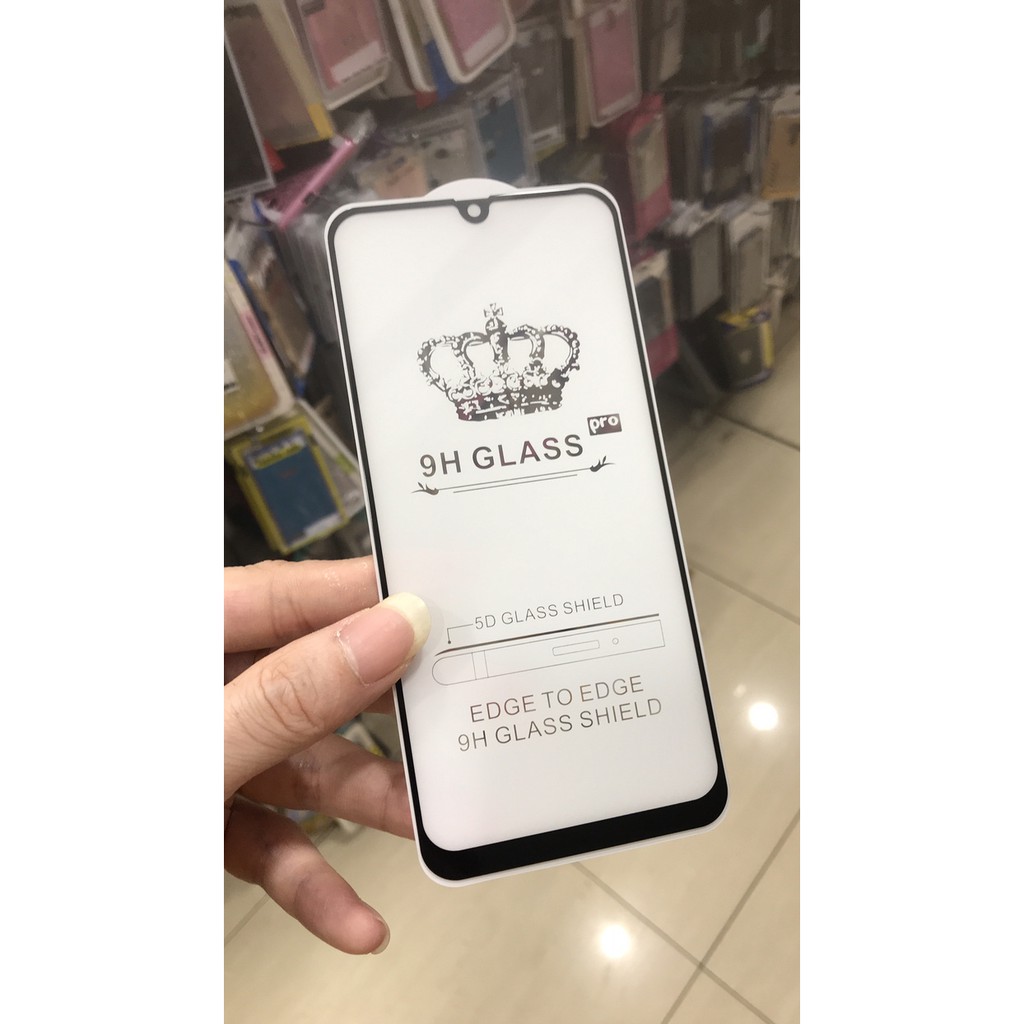 pro
9H GLASS
5D GLASS SHIELD
EDGE TO EDGE
9H GLASS SHIELD